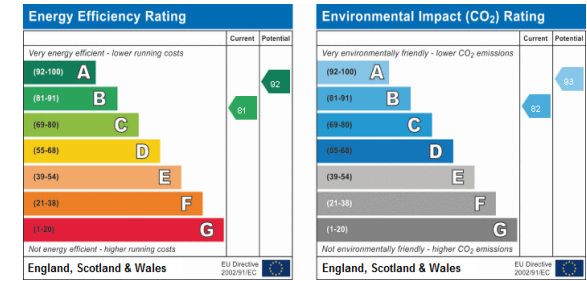 Energy Efficiency Rating
Current Potential
Very energy efficient - lower running costs
(92-100) A
(81-91) B
(69-80) C
(55-68) D
(39-54) E
(21-38) F
(1-20) G
81
92
Not energy efficient - higher running costs
England, Scotland & Wales
EU Directive
2002/91/EC
Environmental Impact (CO2) Rating
Current Potential
Very environmentally friendly - lower CO2 emissions
(92-100) A
(81-91) B
(69-80) C
(55-68) D
(39-54) E
(21-38) F
(1-20) G
82
93
Not environmentally friendly - higher CO2 emissions
England, Scotland & Wales
EU Directive
2002/91/EC